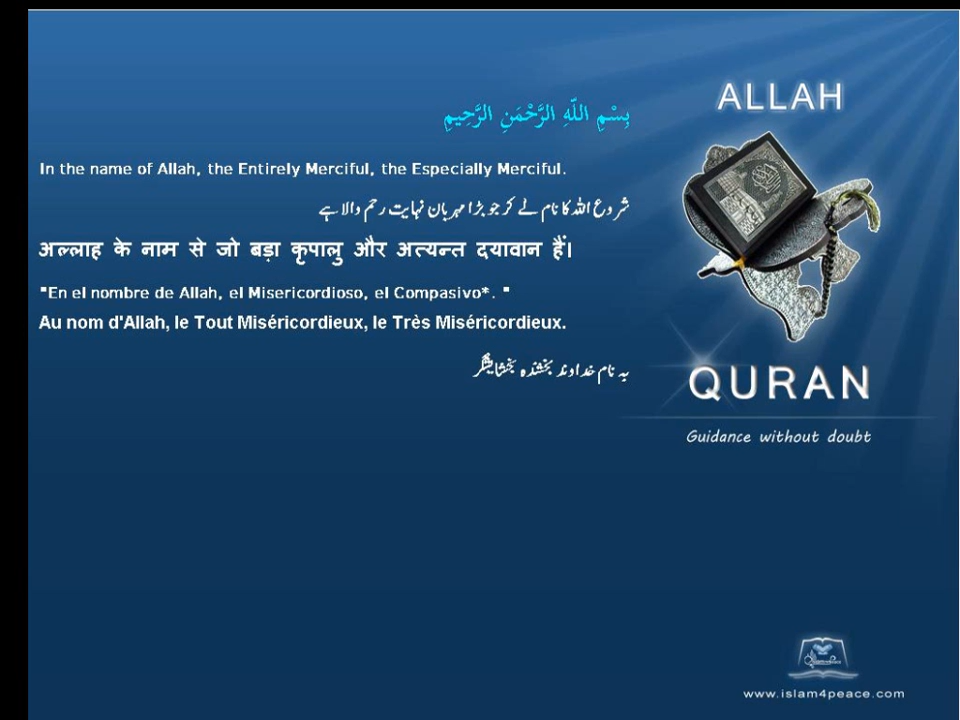 بِسْمِ اللَّهِ الرَّحْمَنِ الرَّحِيمِ
In the name of Allah, the Entirely Merciful, the Especially Merciful.
شروع الله کا نام لے کر جو بڑا مہربان نہایت رحم والا ہے
अल्लाह के नाम से जो बड़ा कृपालु और अत्यन्त दयावान हैं।
"En el nombre de Allah, el Misericordioso, el Compasivo*. "
Au nom d'Allah, le Tout Miséricordieux, le Très Miséricordieux.
به نام خداوند بخشنده بخشایشگر
ALLAH
QURAN
Guidance without doubt
www.islam4peace.com